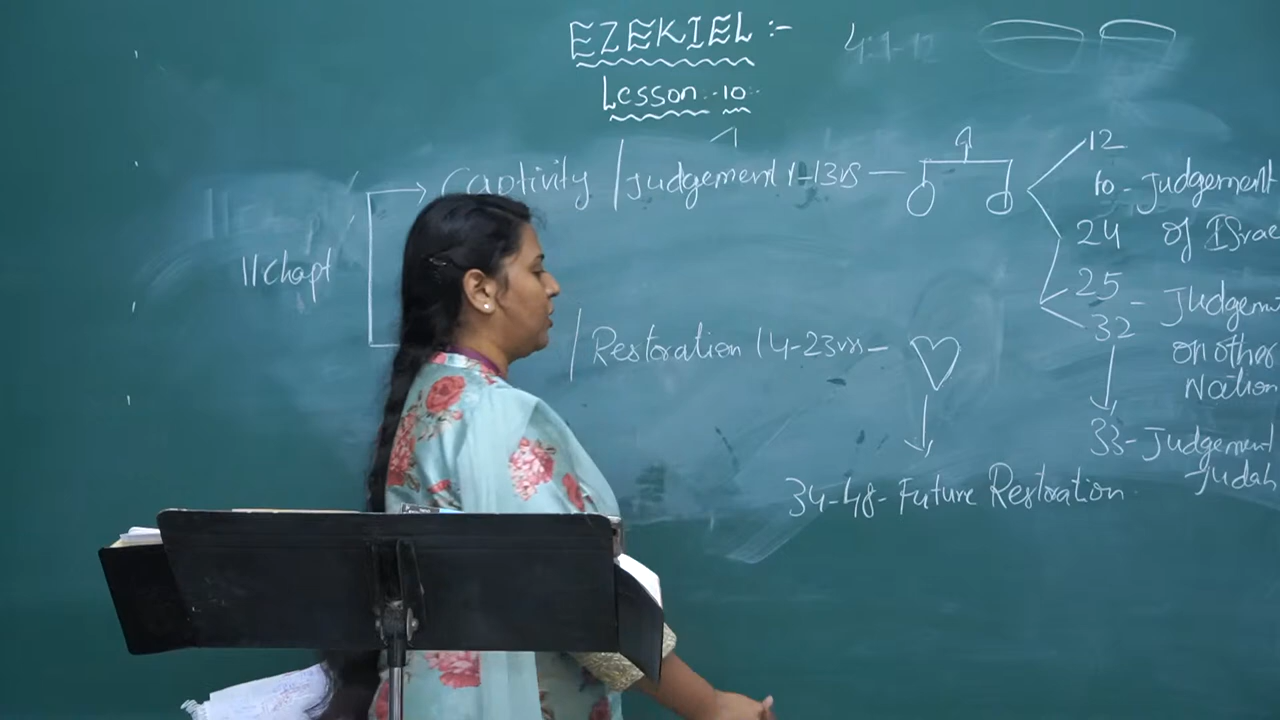 EZEKIEL :-
4:1-12
Lesson 10
Captivity / Judgement 1-13vs —
12
10 - Judgement
24 of Israe
11 chapt
25
- Judgem
32
on other
Nation
/ Restoration 14-23vs -
33 - Judgement
Judah
34-48 - Future Restoration